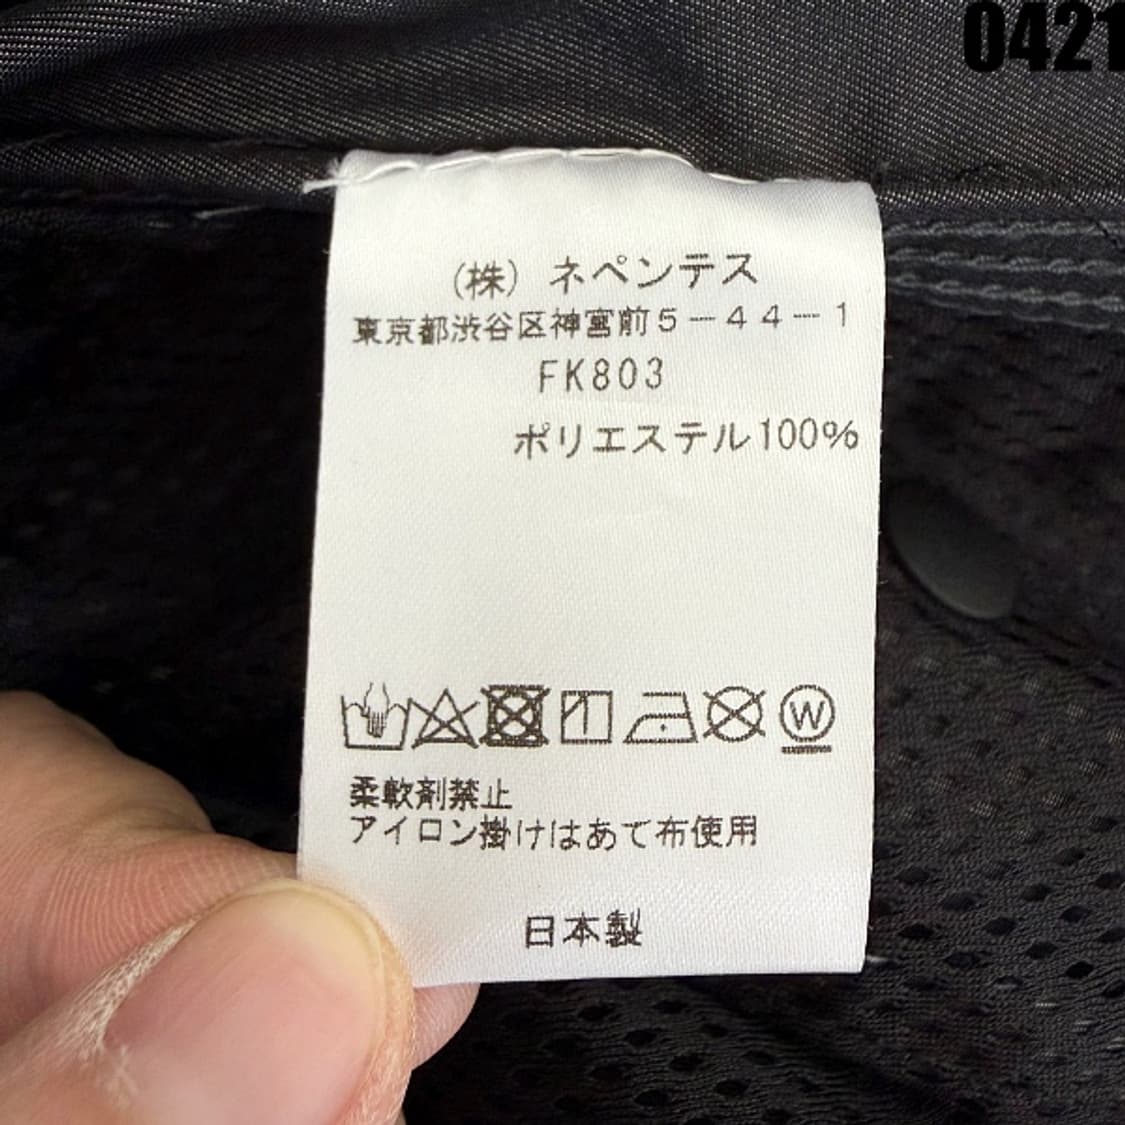 0421
(株) ネペンテス
東京都渋谷区神宮前5-44-1
FK803
ポリエステル100%
W
柔軟剤禁止
アイロン掛けはあて布使用
日本製